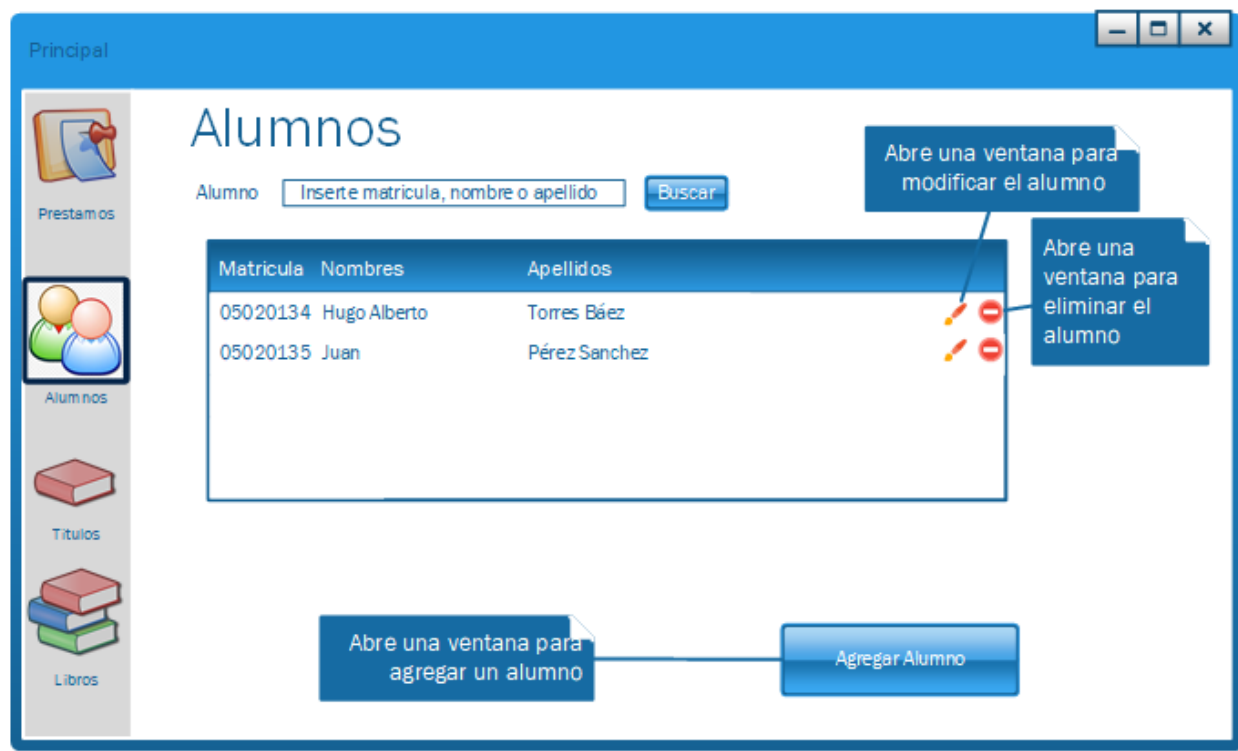 Principal
Prestamos
Alumnos
Titulos
Libros
Alumnos
Alumno Inserte matricula, nombre o apellido Buscar
Matricula Nombres Apellidos
05020134 Hugo Alberto Torres Báez
05020135 Juan Pérez Sanchez
Abre una ventana para
modificar el alumno
Abre una
ventana para
eliminar el
alumno
Abre una ventana para
agregar un alumno
Agregar Alumno